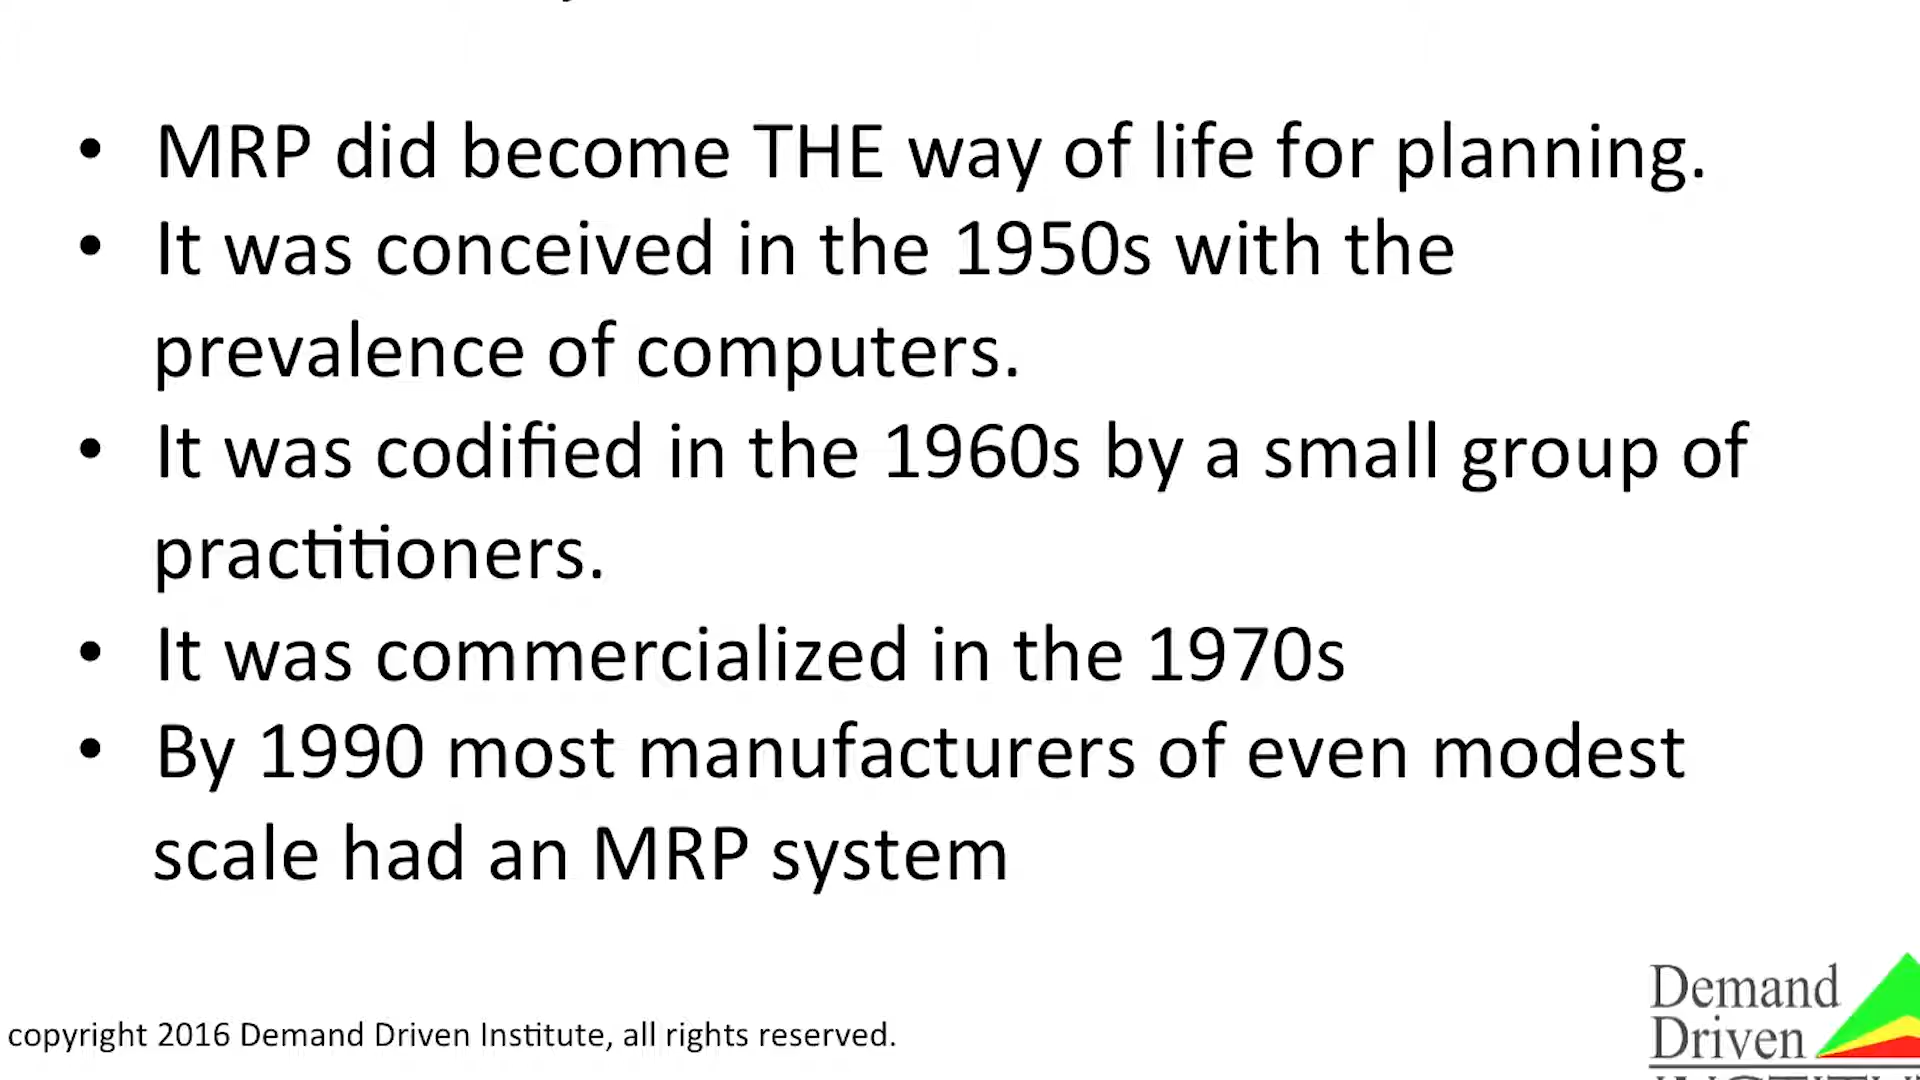 • MRP did become THE way of life for planning.
• It was conceived in the 1950s with the
prevalence of computers.
• It was codified in the 1960s by a small group of
practitioners.
• It was commercialized in the 1970s
• By 1990 most manufacturers of even modest
scale had an MRP system
Demand
Driven
copyright 2016 Demand Driven Institute, all rights reserved.